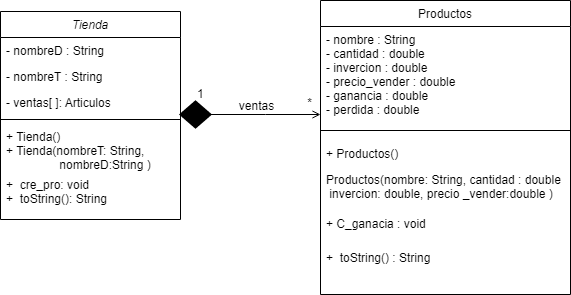 Tienda
- nombreD : String
- nombreT : String
- ventas[ ]: Articulos
+ Tienda()
+ Tienda(nombreT: String,
nombreD:String )
+ cre_pro: void
+ toString(): String
1
ventas
*
Productos
- nombre : String
- cantidad : double
- invercion : double
- precio_vender : double
- ganancia : double
- perdida : double
+ Productos()
Productos(nombre: String, cantidad : double
invercion: double, precio _vender:double )
+ C_ganacia : void
+ toString() : String